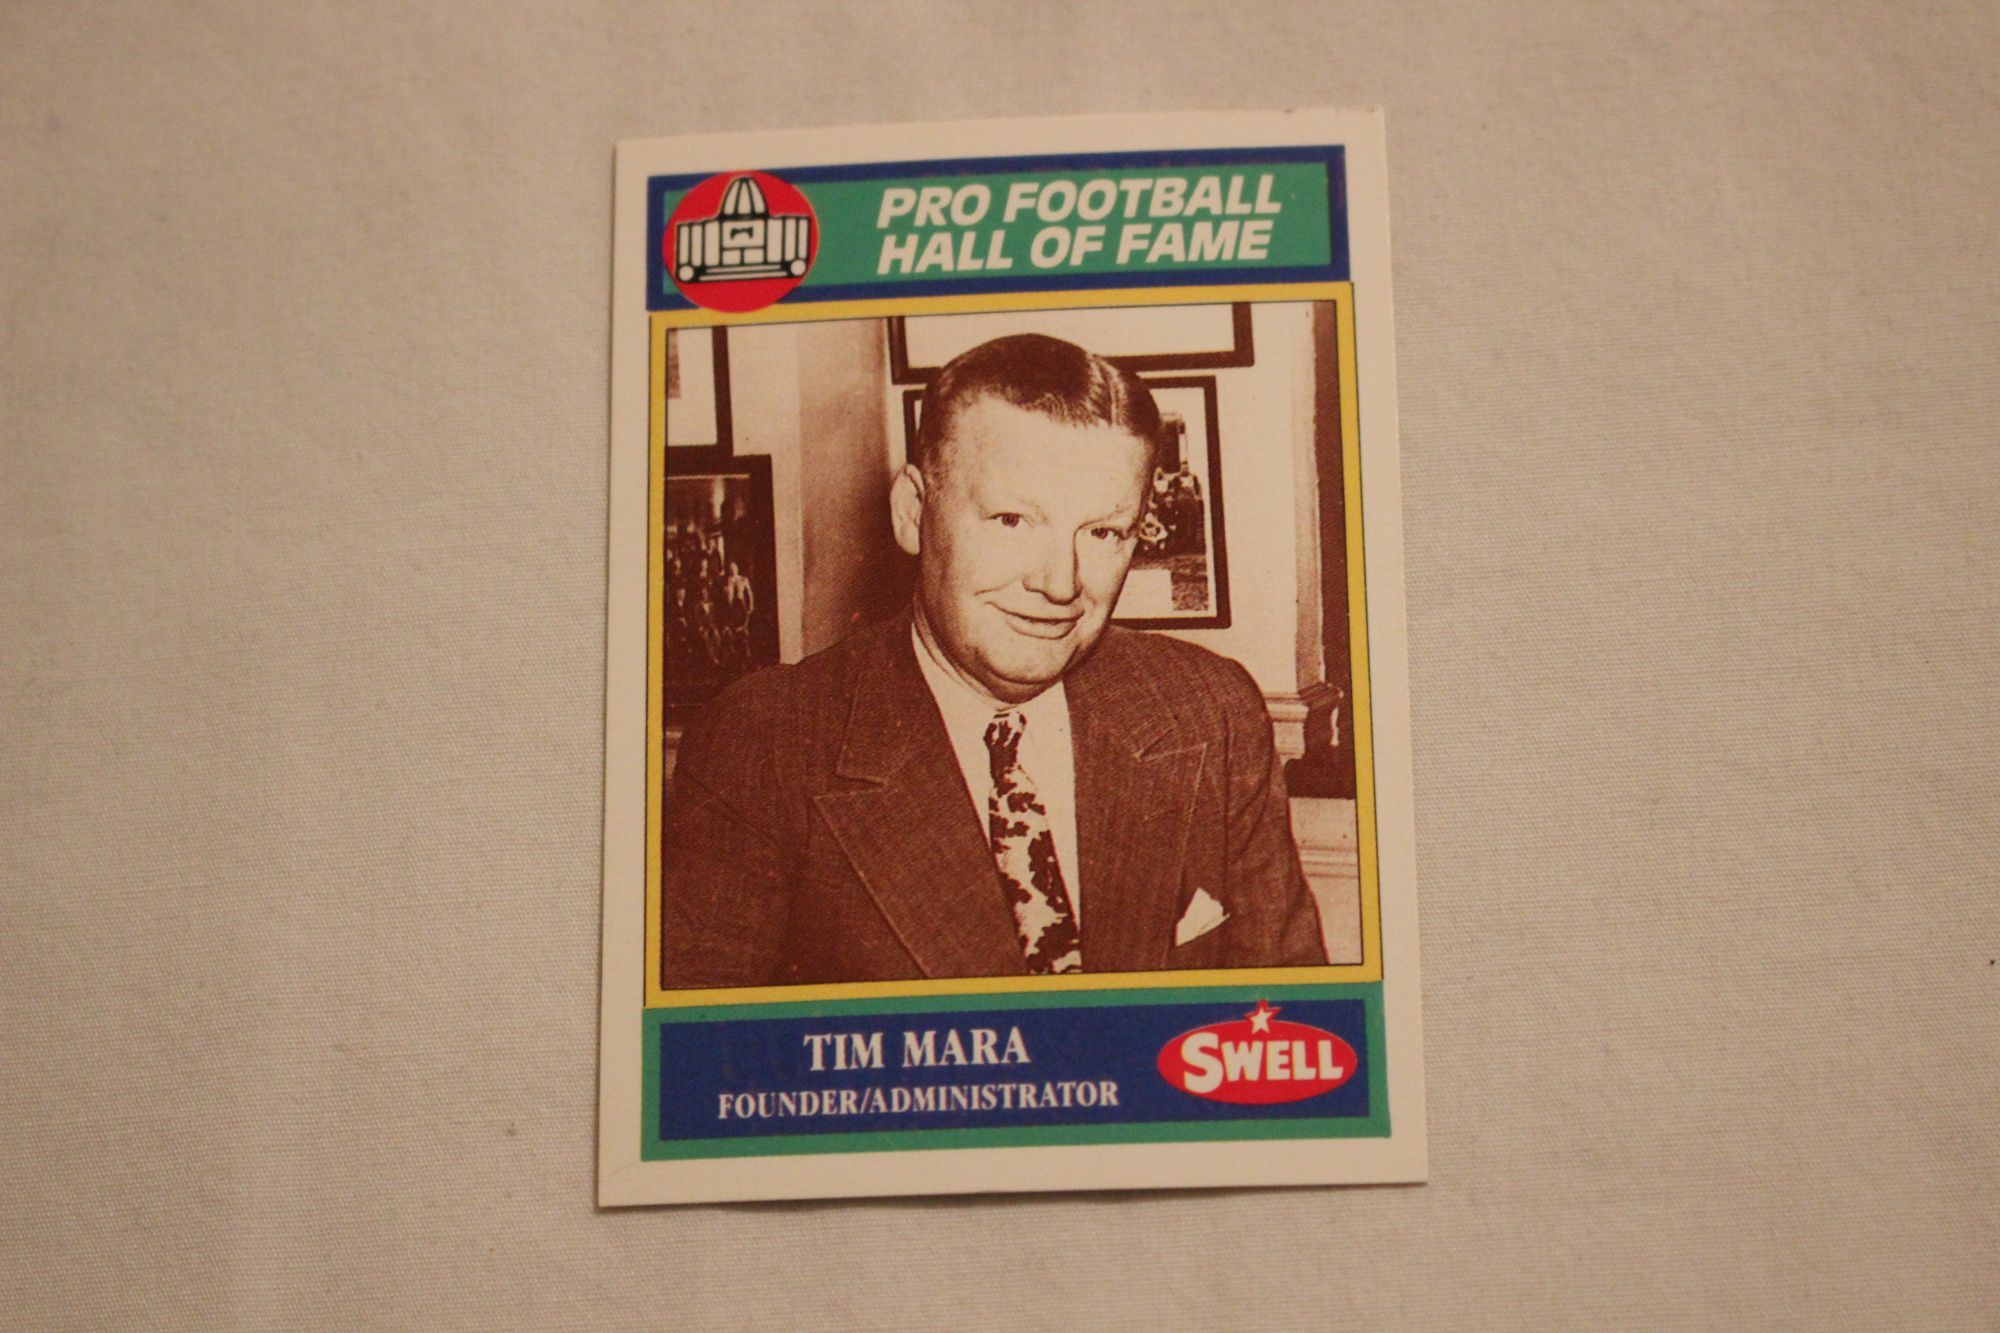 PRO FOOTBALL
HALL OF FAME
TIM MARA
FOUNDER/ADMINISTRATOR
SWELL